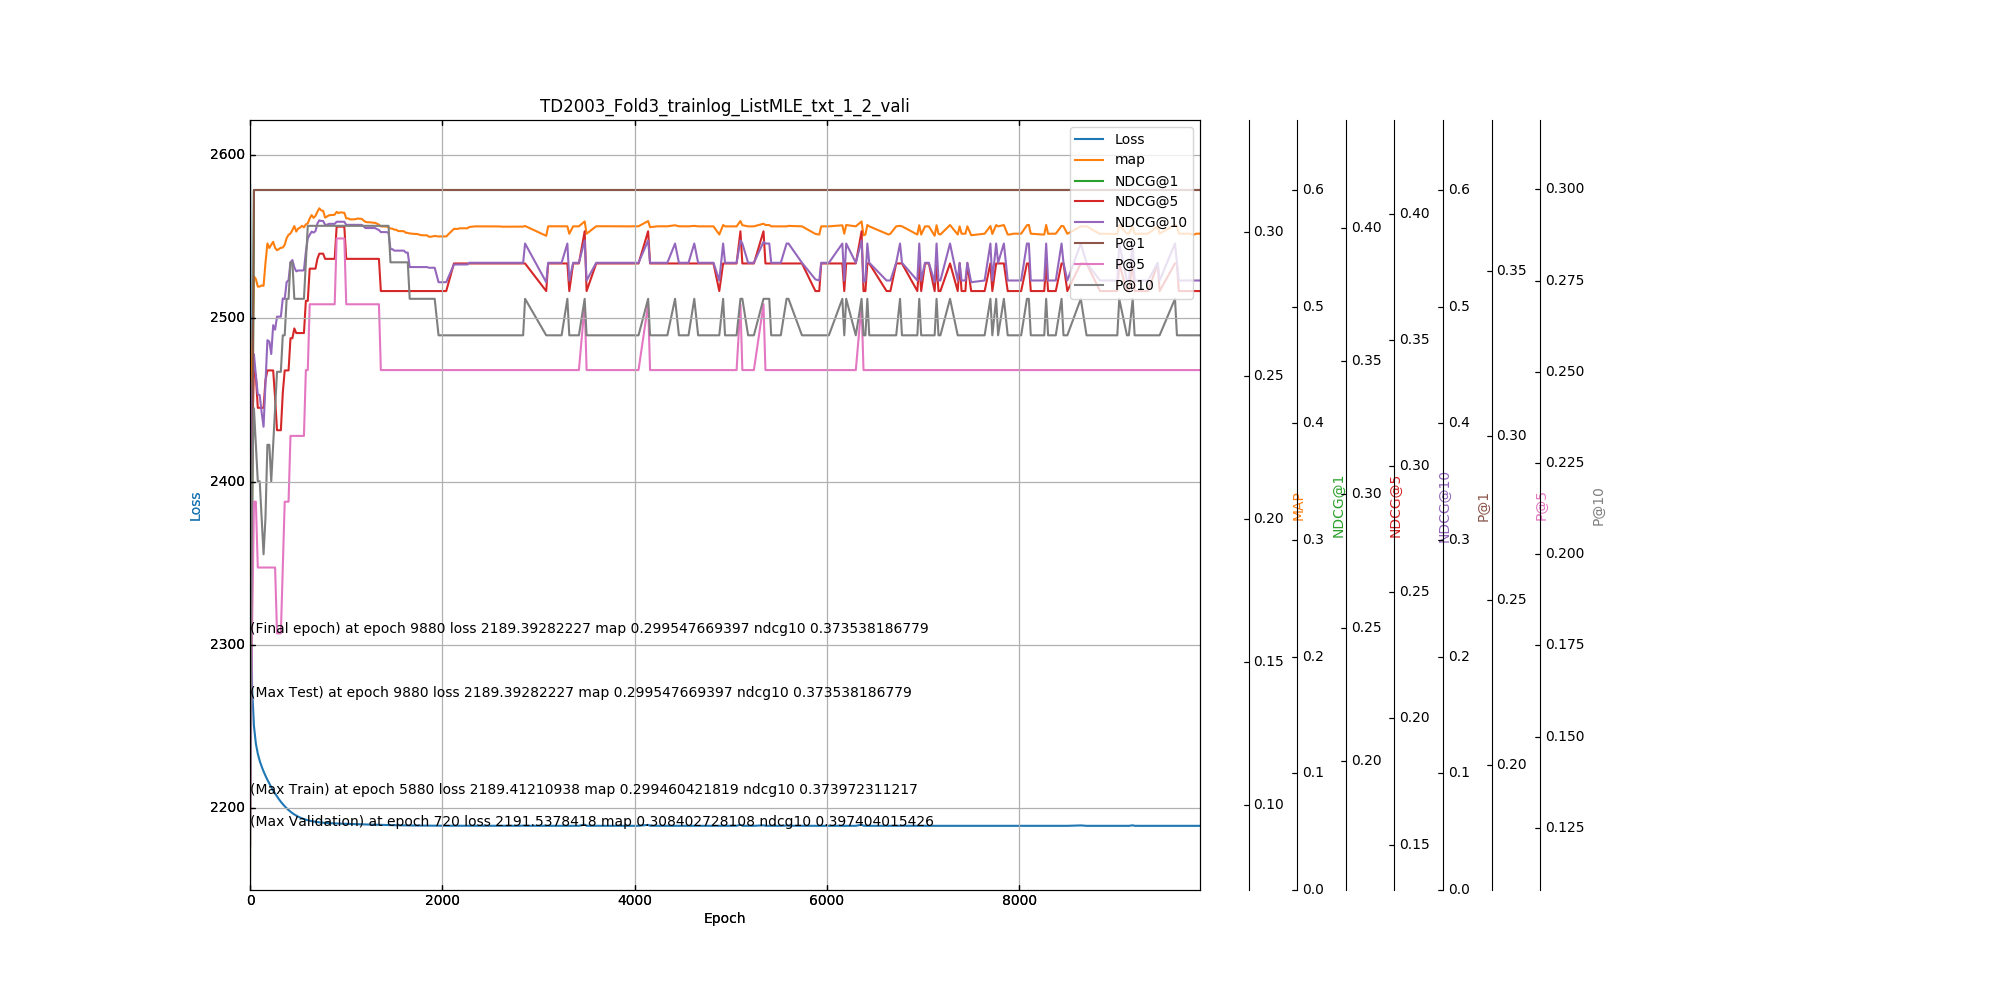 TD2003_Fold3_trainlog_ListMLE_txt_1_2_vali
Loss
map
NDCG@1
NDCG@5
NDCG@10
P@1
P@5
P@10
2600
2500
2400
2300
2200
Loss
(Final epoch) at epoch 9880 loss 2189.39282227 map 0.299547669397 ndcg10 0.373538186779
(Max Test) at epoch 9880 loss 2189.39282227 map 0.299547669397 ndcg10 0.373538186779
(Max Train) at epoch 5880 loss 2189.41210938 map 0.299460421819 ndcg10 0.373972311217
(Max Validation) at epoch 720 loss 2191.5378418 map 0.308402728108 ndcg10 0.397404015426
0 2000 4000 6000 8000
Epoch
0.30
0.25
0.20
0.15
0.10
MAP
0.6
0.5
0.4
0.3
0.2
0.1
0.0
NDCG@1
0.40
0.35
0.30
0.25
0.20
NDCG@5
0.40
0.35
0.30
0.25
0.20
0.15
NDCG@10
0.6
0.5
0.4
0.3
0.2
0.1
0.0
P@1
0.35
0.30
0.25
0.20
P@5
0.300
0.275
0.250
0.225
0.200
0.175
0.150
0.125
P@10